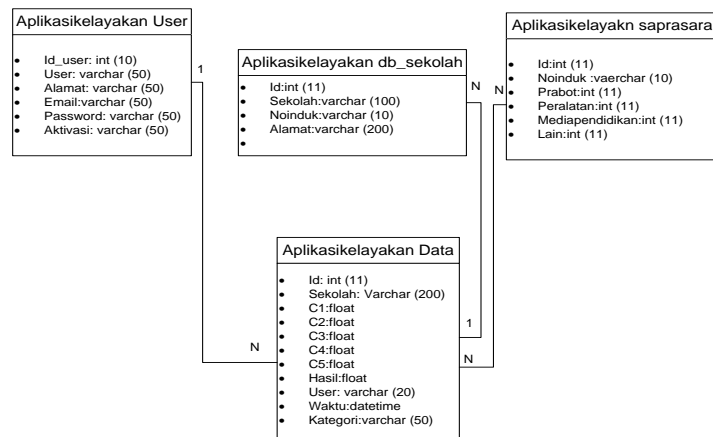 Aplikasikelayakan User
Id_user: int (10)
User: varchar (50)
Alamat: varchar (50)
Email:varchar (50)
Password: varchar (50)
Aktivasi: varchar (50)
1
Aplikasikelayakan db_sekolah
Id:int (11)
Sekolah:varchar (100)
Noinduk:varchar (10)
Alamat:varchar (200)
N
Aplikasikelayakn saprasara
Id:int (11)
Noinduk :vaerchar (10)
Prabot:int (11)
Peralatan:int (11)
Mediapendidikan:int (11)
Lain:int (11)
N
Aplikasikelayakan Data
Id: int (11)
Sekolah: Varchar (200)
C1:float
C2:float
C3:float
C4:float
C5:float
Hasil:float
User: varchar (20)
Waktu:datetime
Kategori:varchar (50)
N
1
N